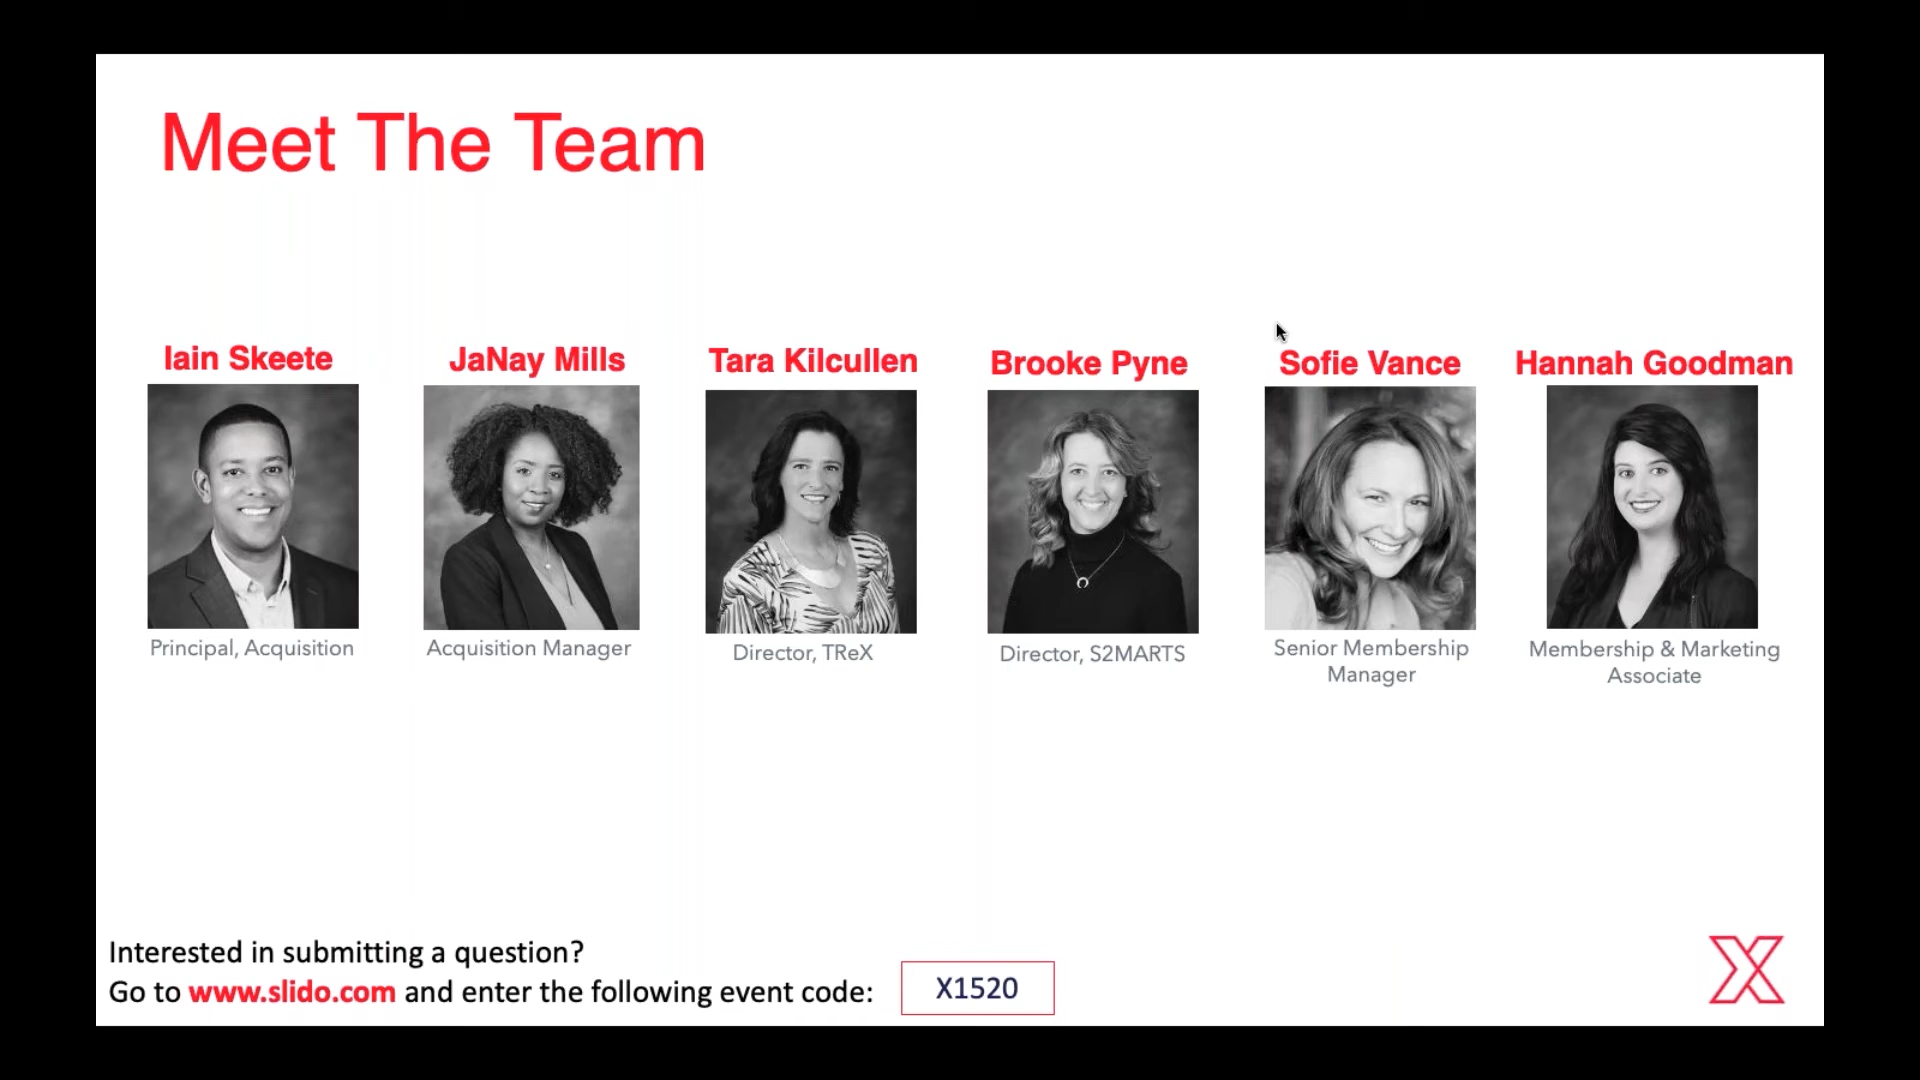 Meet The Team
Iain Skeete
JaNay Mills
Tara Kilcullen
Brooke Pyne
Sofie Vance
Hannah Goodman
Principal, Acquisition
Acquisition Manager
Director, TReX
Director, S2MARTS
Senior Membership
Manager
Membership & Marketing
Associate
Interested in submitting a question?
Go to www.slido.com and enter the following event code:
X1520